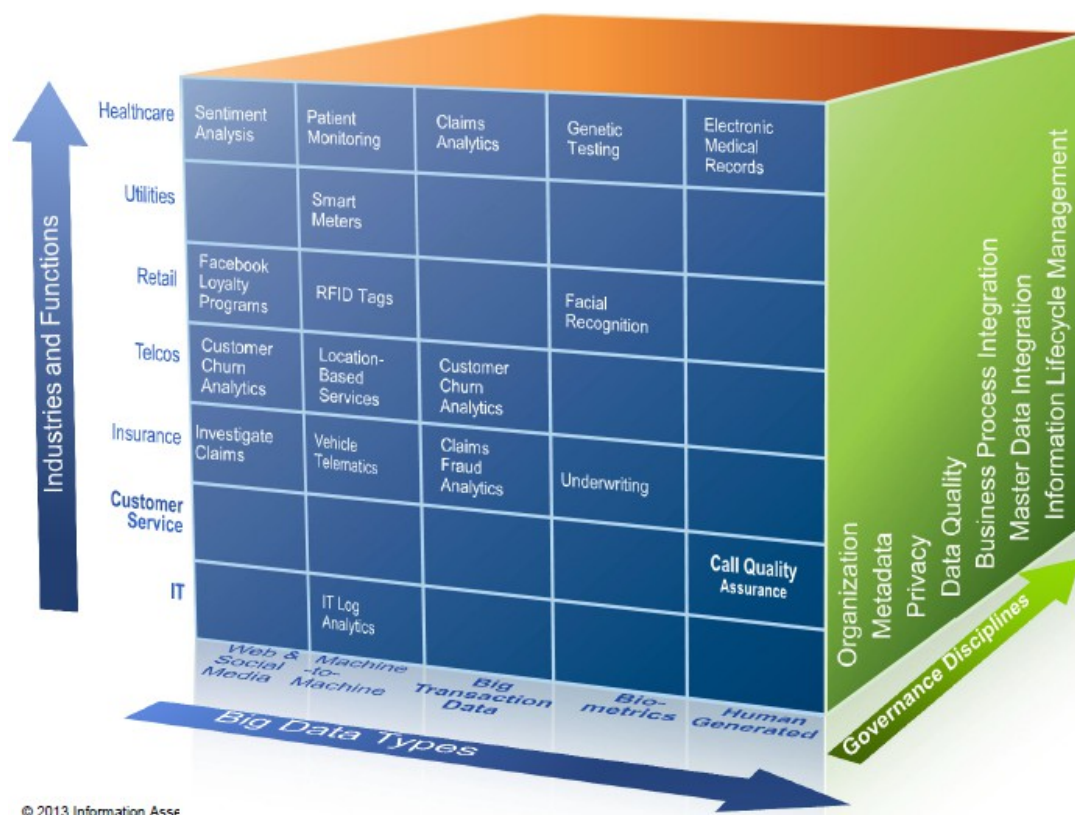 Industries and Functions
Healthcare
Sentiment
Analysis
Patient
Monitoring
Claims
Analytics
Genetic
Testing
Electronic
Medical
Records
Utilities
Smart
Meters
Retail
Facebook
Loyalty
Programs
RFID Tags
Facial
Recognition
Telcos
Customer
Churn
Analytics
Location-
Based
Services
Customer
Churn
Analytics
Insurance
Investigate
Claims
Vehicle
Telematics
Claims
Fraud
Analytics
Underwriting
Customer
Service
Call Quality
Assurance
IT
IT Log
Analytics
Web &
Social
Media
Machine
-to-
Machine
Big
Transaction
Data
Bio-
metrics
Human
Generated
Big Data Types
Organization
Metadata
Privacy
Data Quality
Business Process Integration
Master Data Integration
Information Lifecycle Management
Governance Disciplines
© 2013 Information